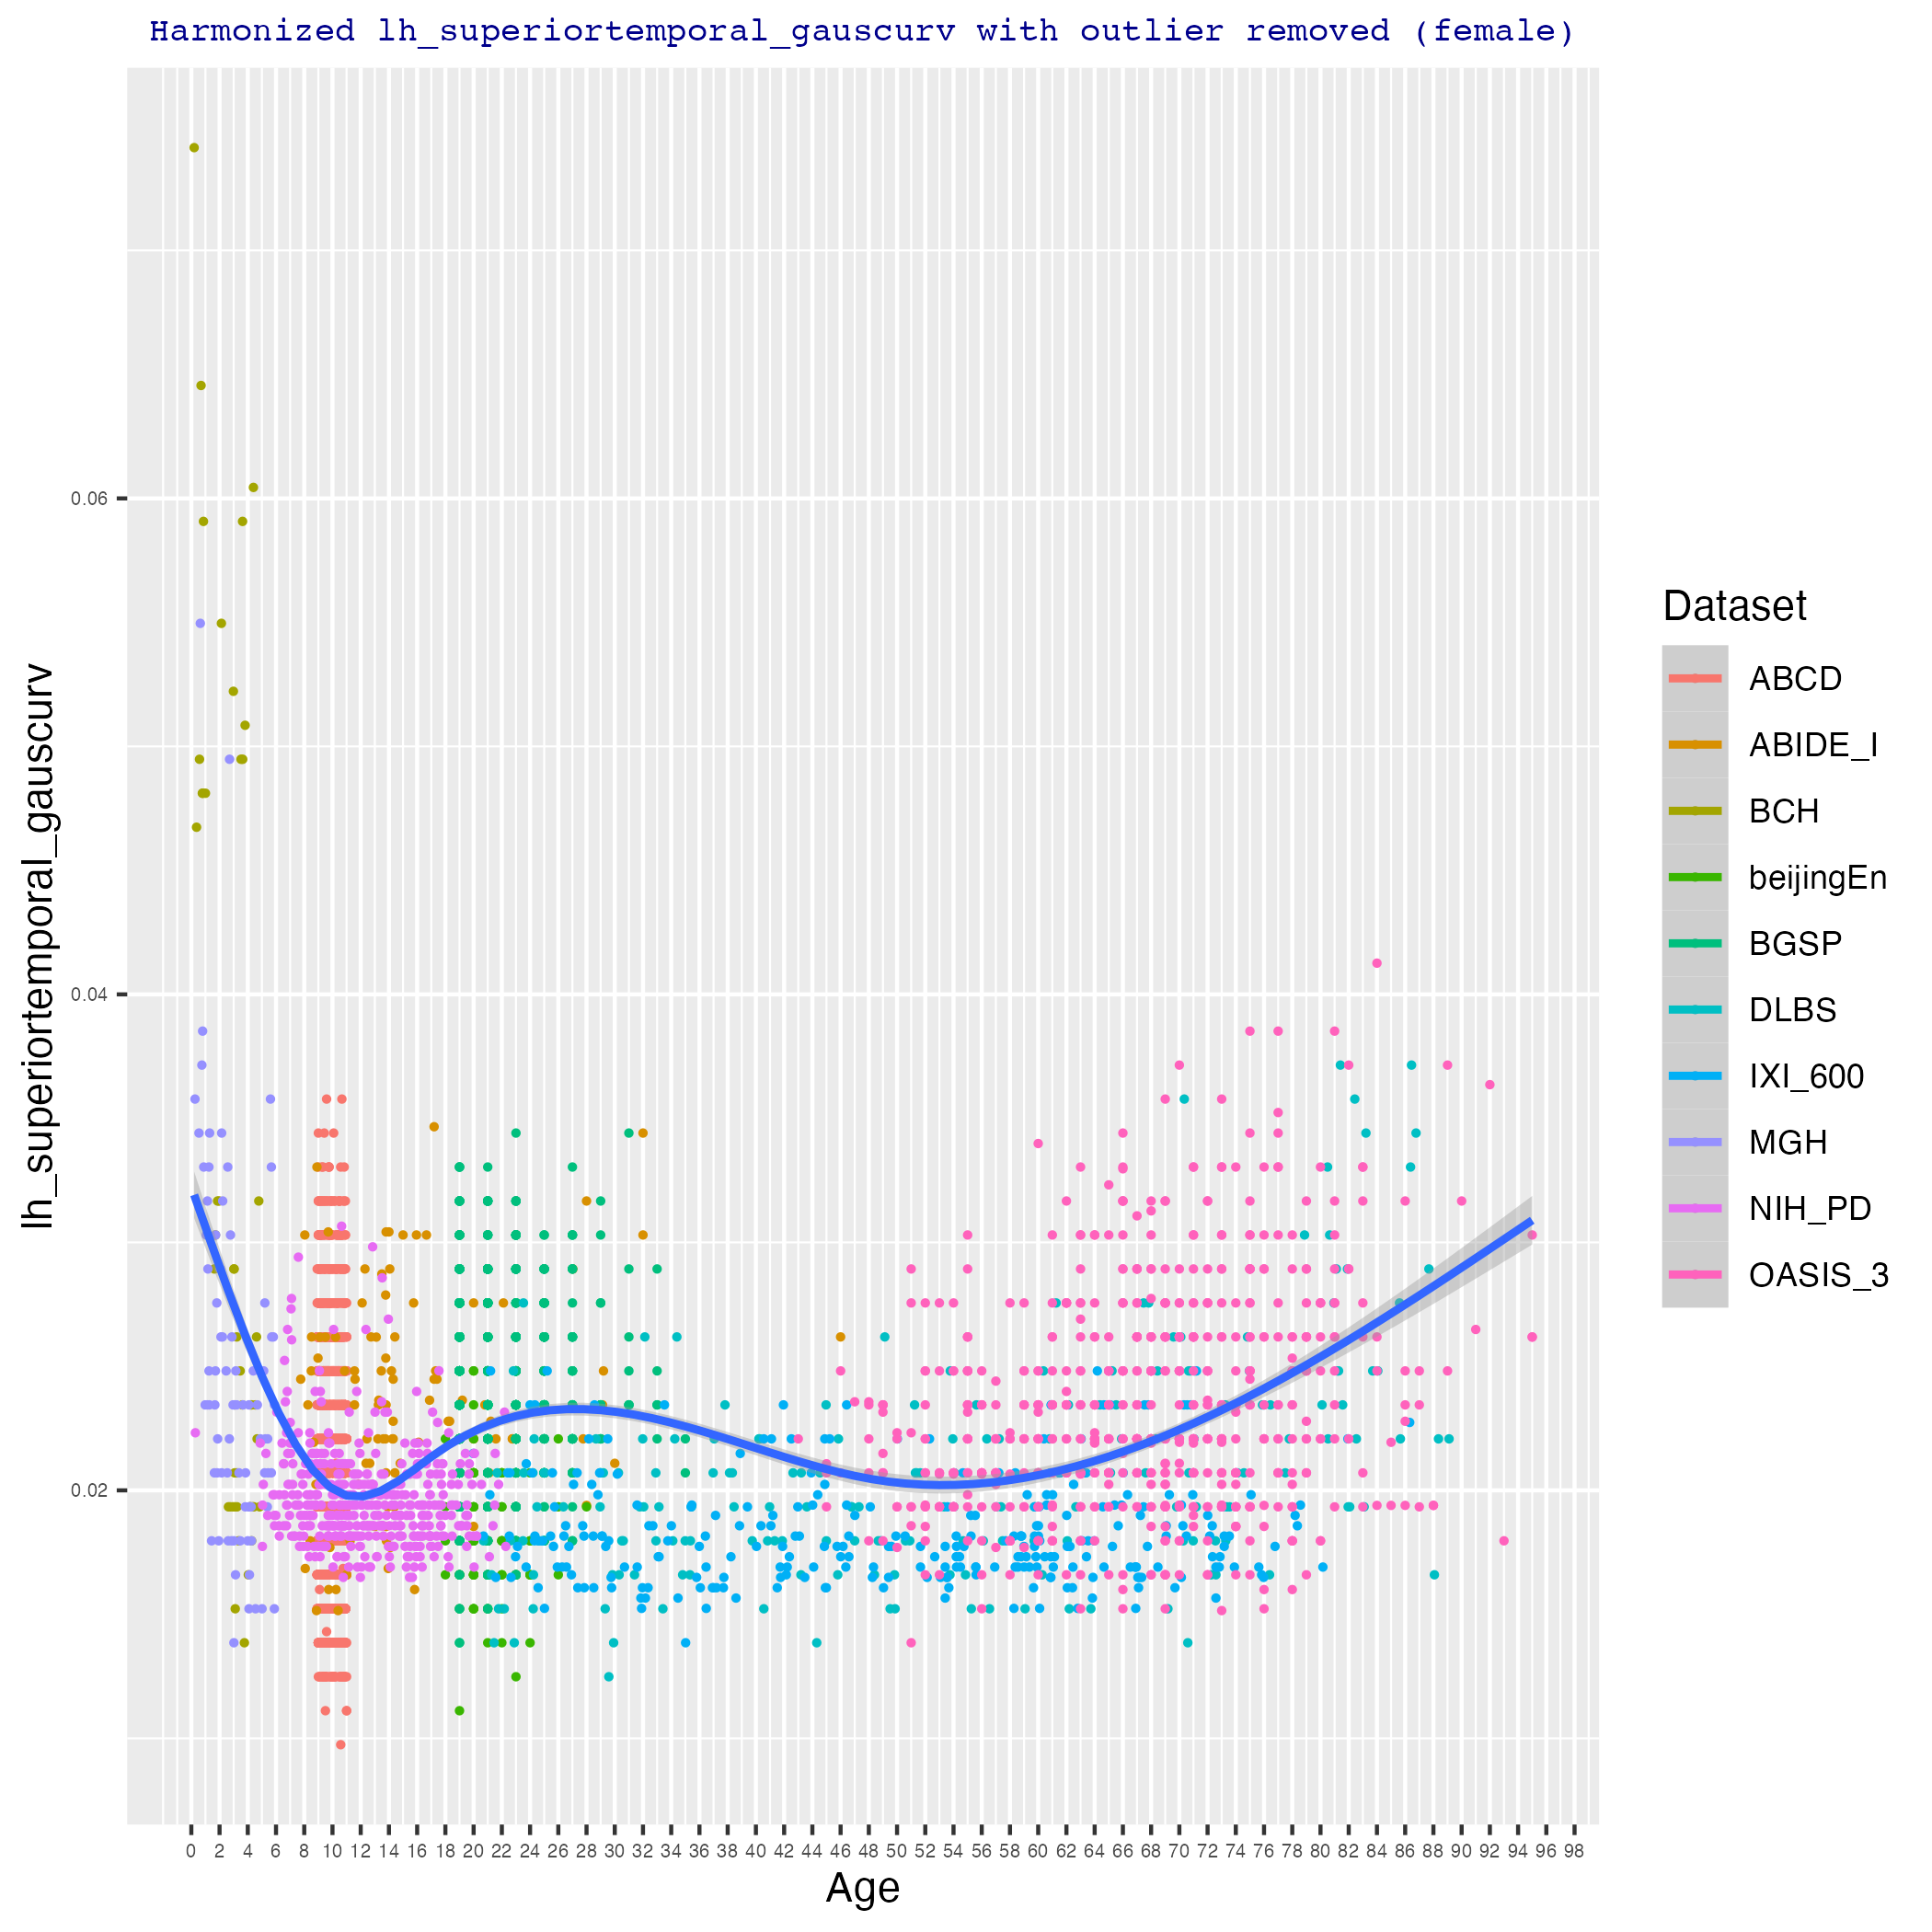 Harmonized lh_superiortemporal_gauscurv with outlier removed (female)
lh_superiortemporal_gauscurv
0.06
0.04
0.02
0 2 4 6 8 10 12 14 16 18 20 22 24 26 28 30 32 34 36 38 40 42 44 46 48 50 52 54 56 58 60 62 64 66 68 70 72 74 76 78 80 82 84 86 88 90 92 94 96 98
Age
Dataset
ABCD
ABIDE_I
BCH
beijingEn
BGSP
DLBS
IXI_600
MGH
NIH_PD
OASIS_3